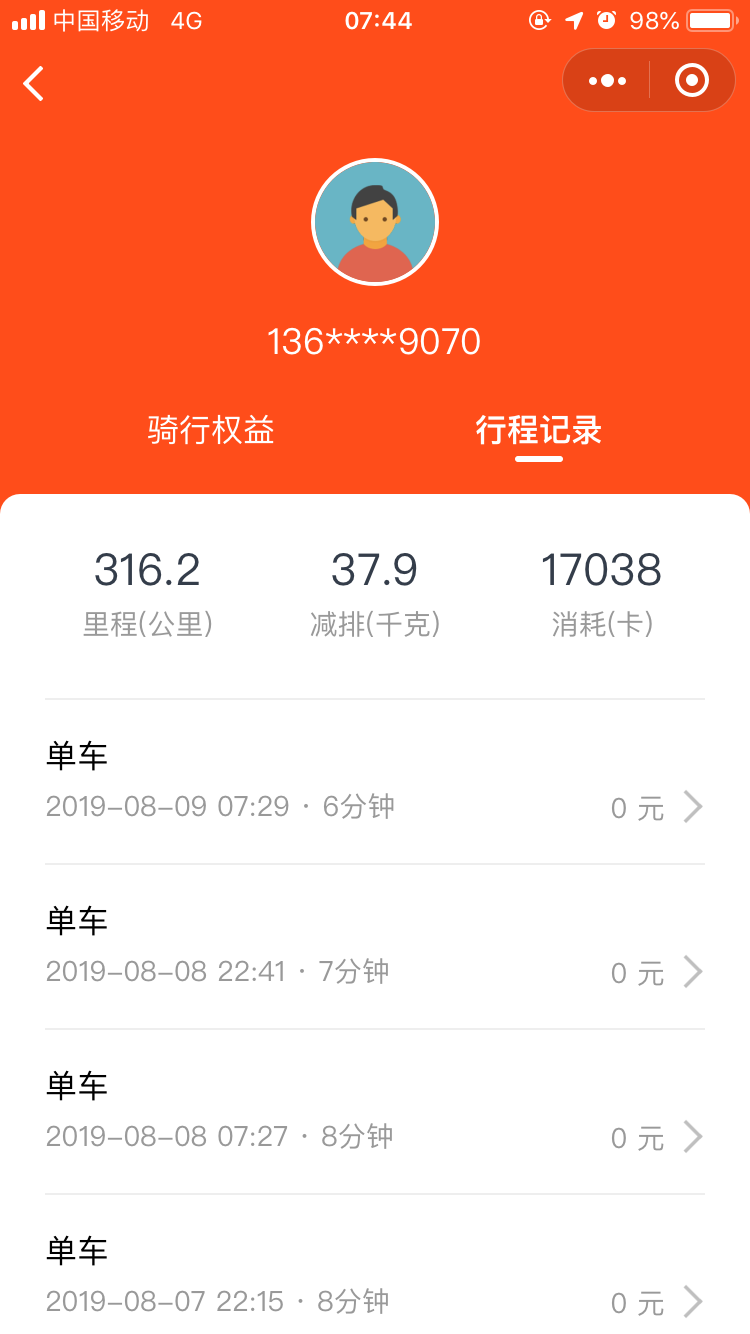 中国移动 4G 07:44 98%
136****9070
骑行权益 行程记录
316.2 37.9 17038
里程(公里) 减排(千克) 消耗(卡)
单车
2019-08-09 07:29 · 6分钟 0 元
单车
2019-08-08 22:41 · 7分钟 0 元
单车
2019-08-08 07:27 · 8分钟 0 元
单车
2019-08-07 22:15 · 8分钟 0 元